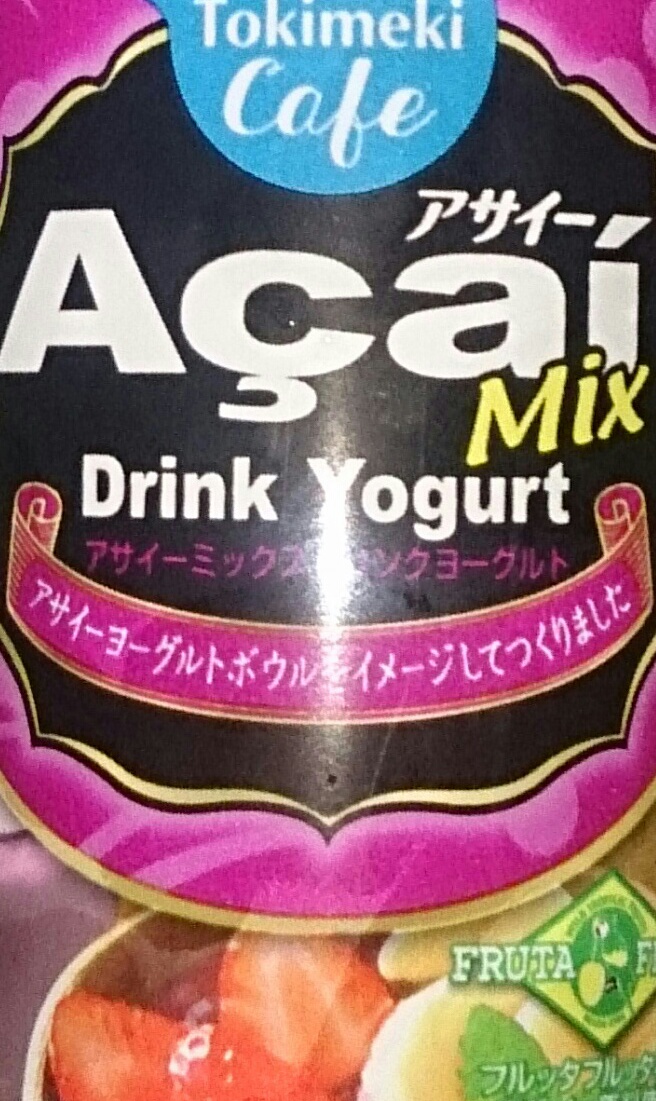 Tokimeki
Cafe
アサイー
Açaí
Mix
Drink Yogurt
アサイーミックス ンクヨーグルト
アサイーヨーグルトボウル イメージしてつくりました
FRUTA
フルッタフルッタ